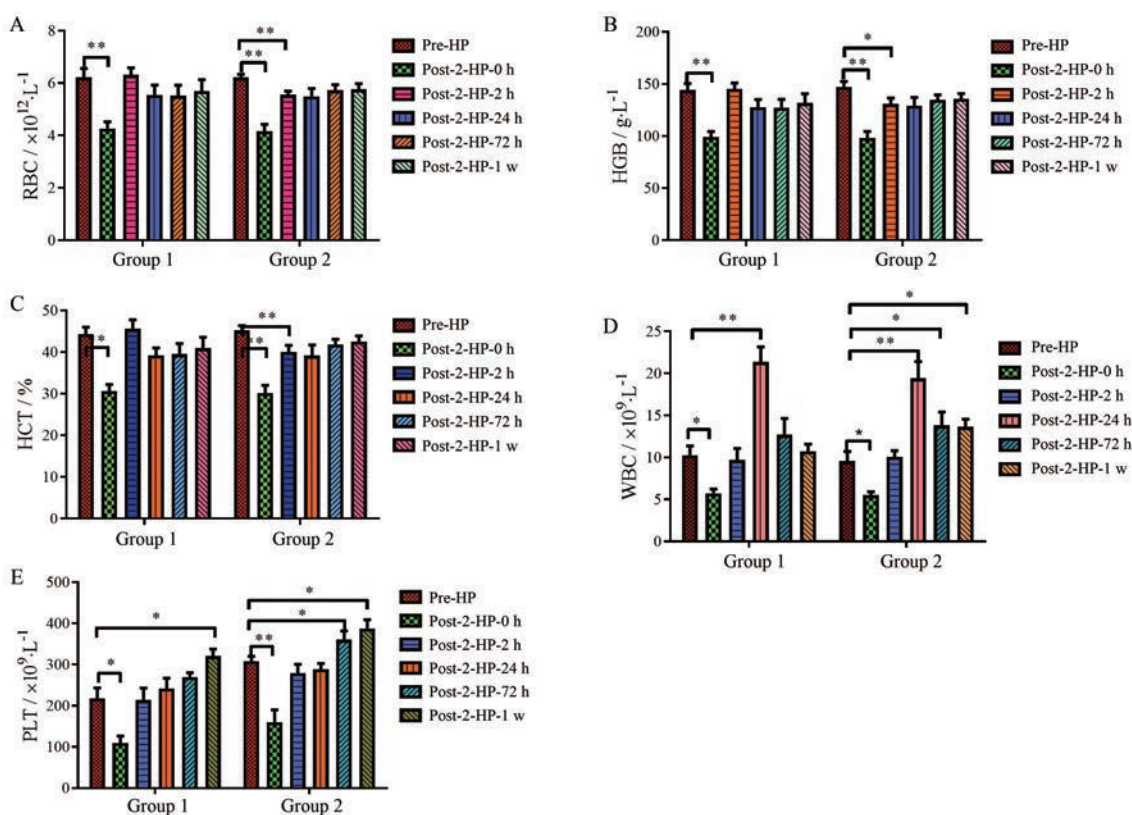 A
RBC / ×10¹²·L⁻¹
8
6
4
2
0
**
**
**
Group 1
Group 2
Pre-HP
Post-2-HP-0 h
Post-2-HP-2 h
Post-2-HP-24 h
Post-2-HP-72 h
Post-2-HP-1 w
B
HGB / g·L⁻¹
200
150
100
50
0
**
*
**
Group 1
Group 2
Pre-HP
Post-2-HP-0 h
Post-2-HP-2 h
Post-2-HP-24 h
Post-2-HP-72 h
Post-2-HP-1 w
C
HCT / %
50
40
30
20
10
0
*
**
**
Group 1
Group 2
Pre-HP
Post-2-HP-0 h
Post-2-HP-2 h
Post-2-HP-24 h
Post-2-HP-72 h
Post-2-HP-1 w
D
WBC / ×10⁹·L⁻¹
25
20
15
10
5
0
**
*
*
*
**
*
Group 1
Group 2
Pre-HP
Post-2-HP-0 h
Post-2-HP-2 h
Post-2-HP-24 h
Post-2-HP-72 h
Post-2-HP-1 w
E
PLT / ×10⁹·L⁻¹
500
400
300
200
100
0
*
*
*
*
**
Group 1
Group 2
Pre-HP
Post-2-HP-0 h
Post-2-HP-2 h
Post-2-HP-24 h
Post-2-HP-72 h
Post-2-HP-1 w